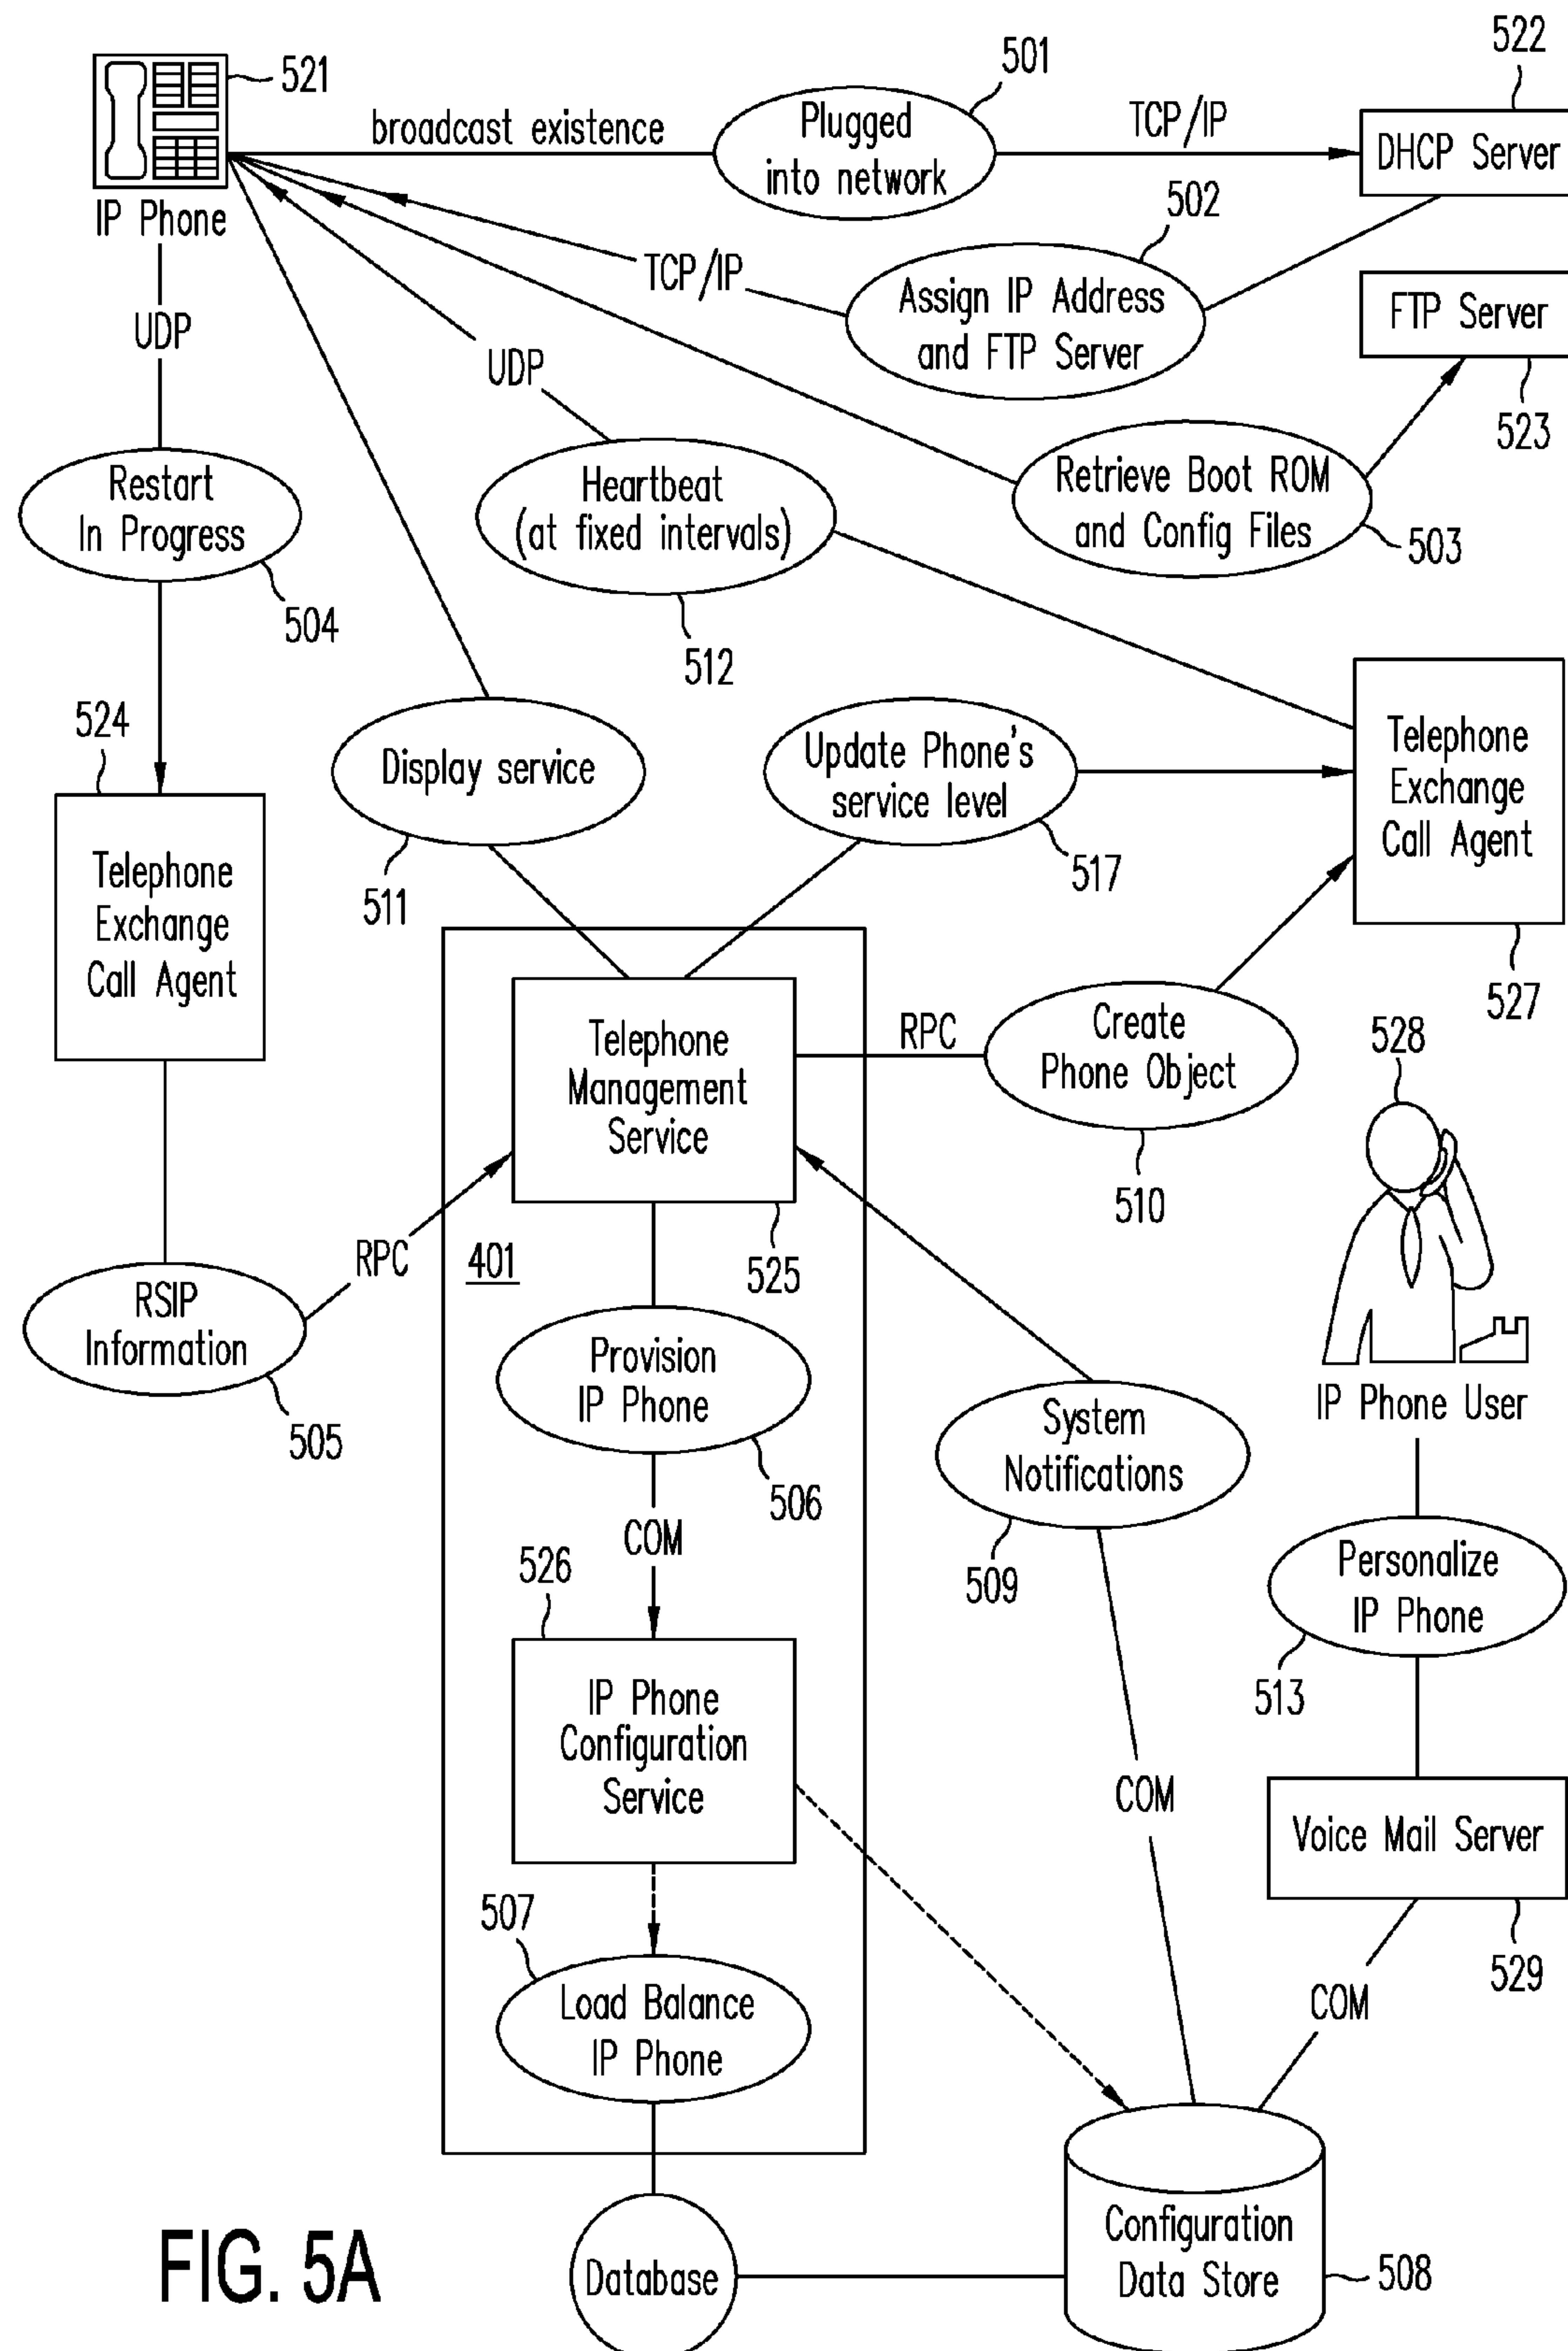 522
501
521
broadcast existence
Plugged
into network
TCP/IP
DHCP Server
502
IP Phone
TCP/IP
Assign IP Address
and FTP Server
FTP Server
UDP
UDP
523
Restart
In Progress
Heartbeat
(at fixed intervals)
Retrieve Boot ROM
and Config Files
503
504
512
524
Display service
Update Phone's
service level
Telephone
Exchange
Call Agent
511
517
Telephone
Exchange
Call Agent
527
Telephone
Management
Service
RPC
Create
Phone Object
528
510
RPC
401
525
RSIP
Information
505
Provision
IP Phone
506
System
Notifications
509
IP Phone User
COM
526
Personalize
IP Phone
513
IP Phone
Configuration
Service
COM
Voice Mail Server
529
507
Load Balance
IP Phone
COM
Configuration
Data Store
508
Database
FIG. 5A